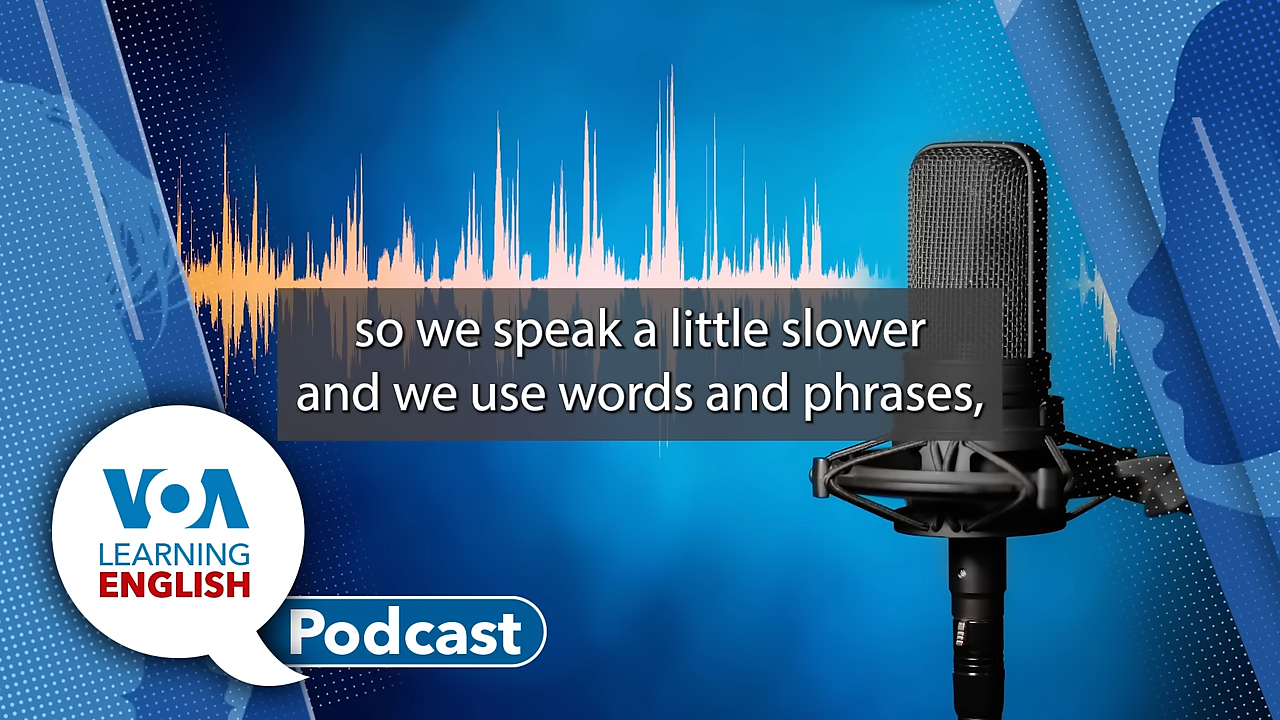 so we speak a little slower
and we use words and phrases,
VOA
LEARNING
ENGLISH
Podcast